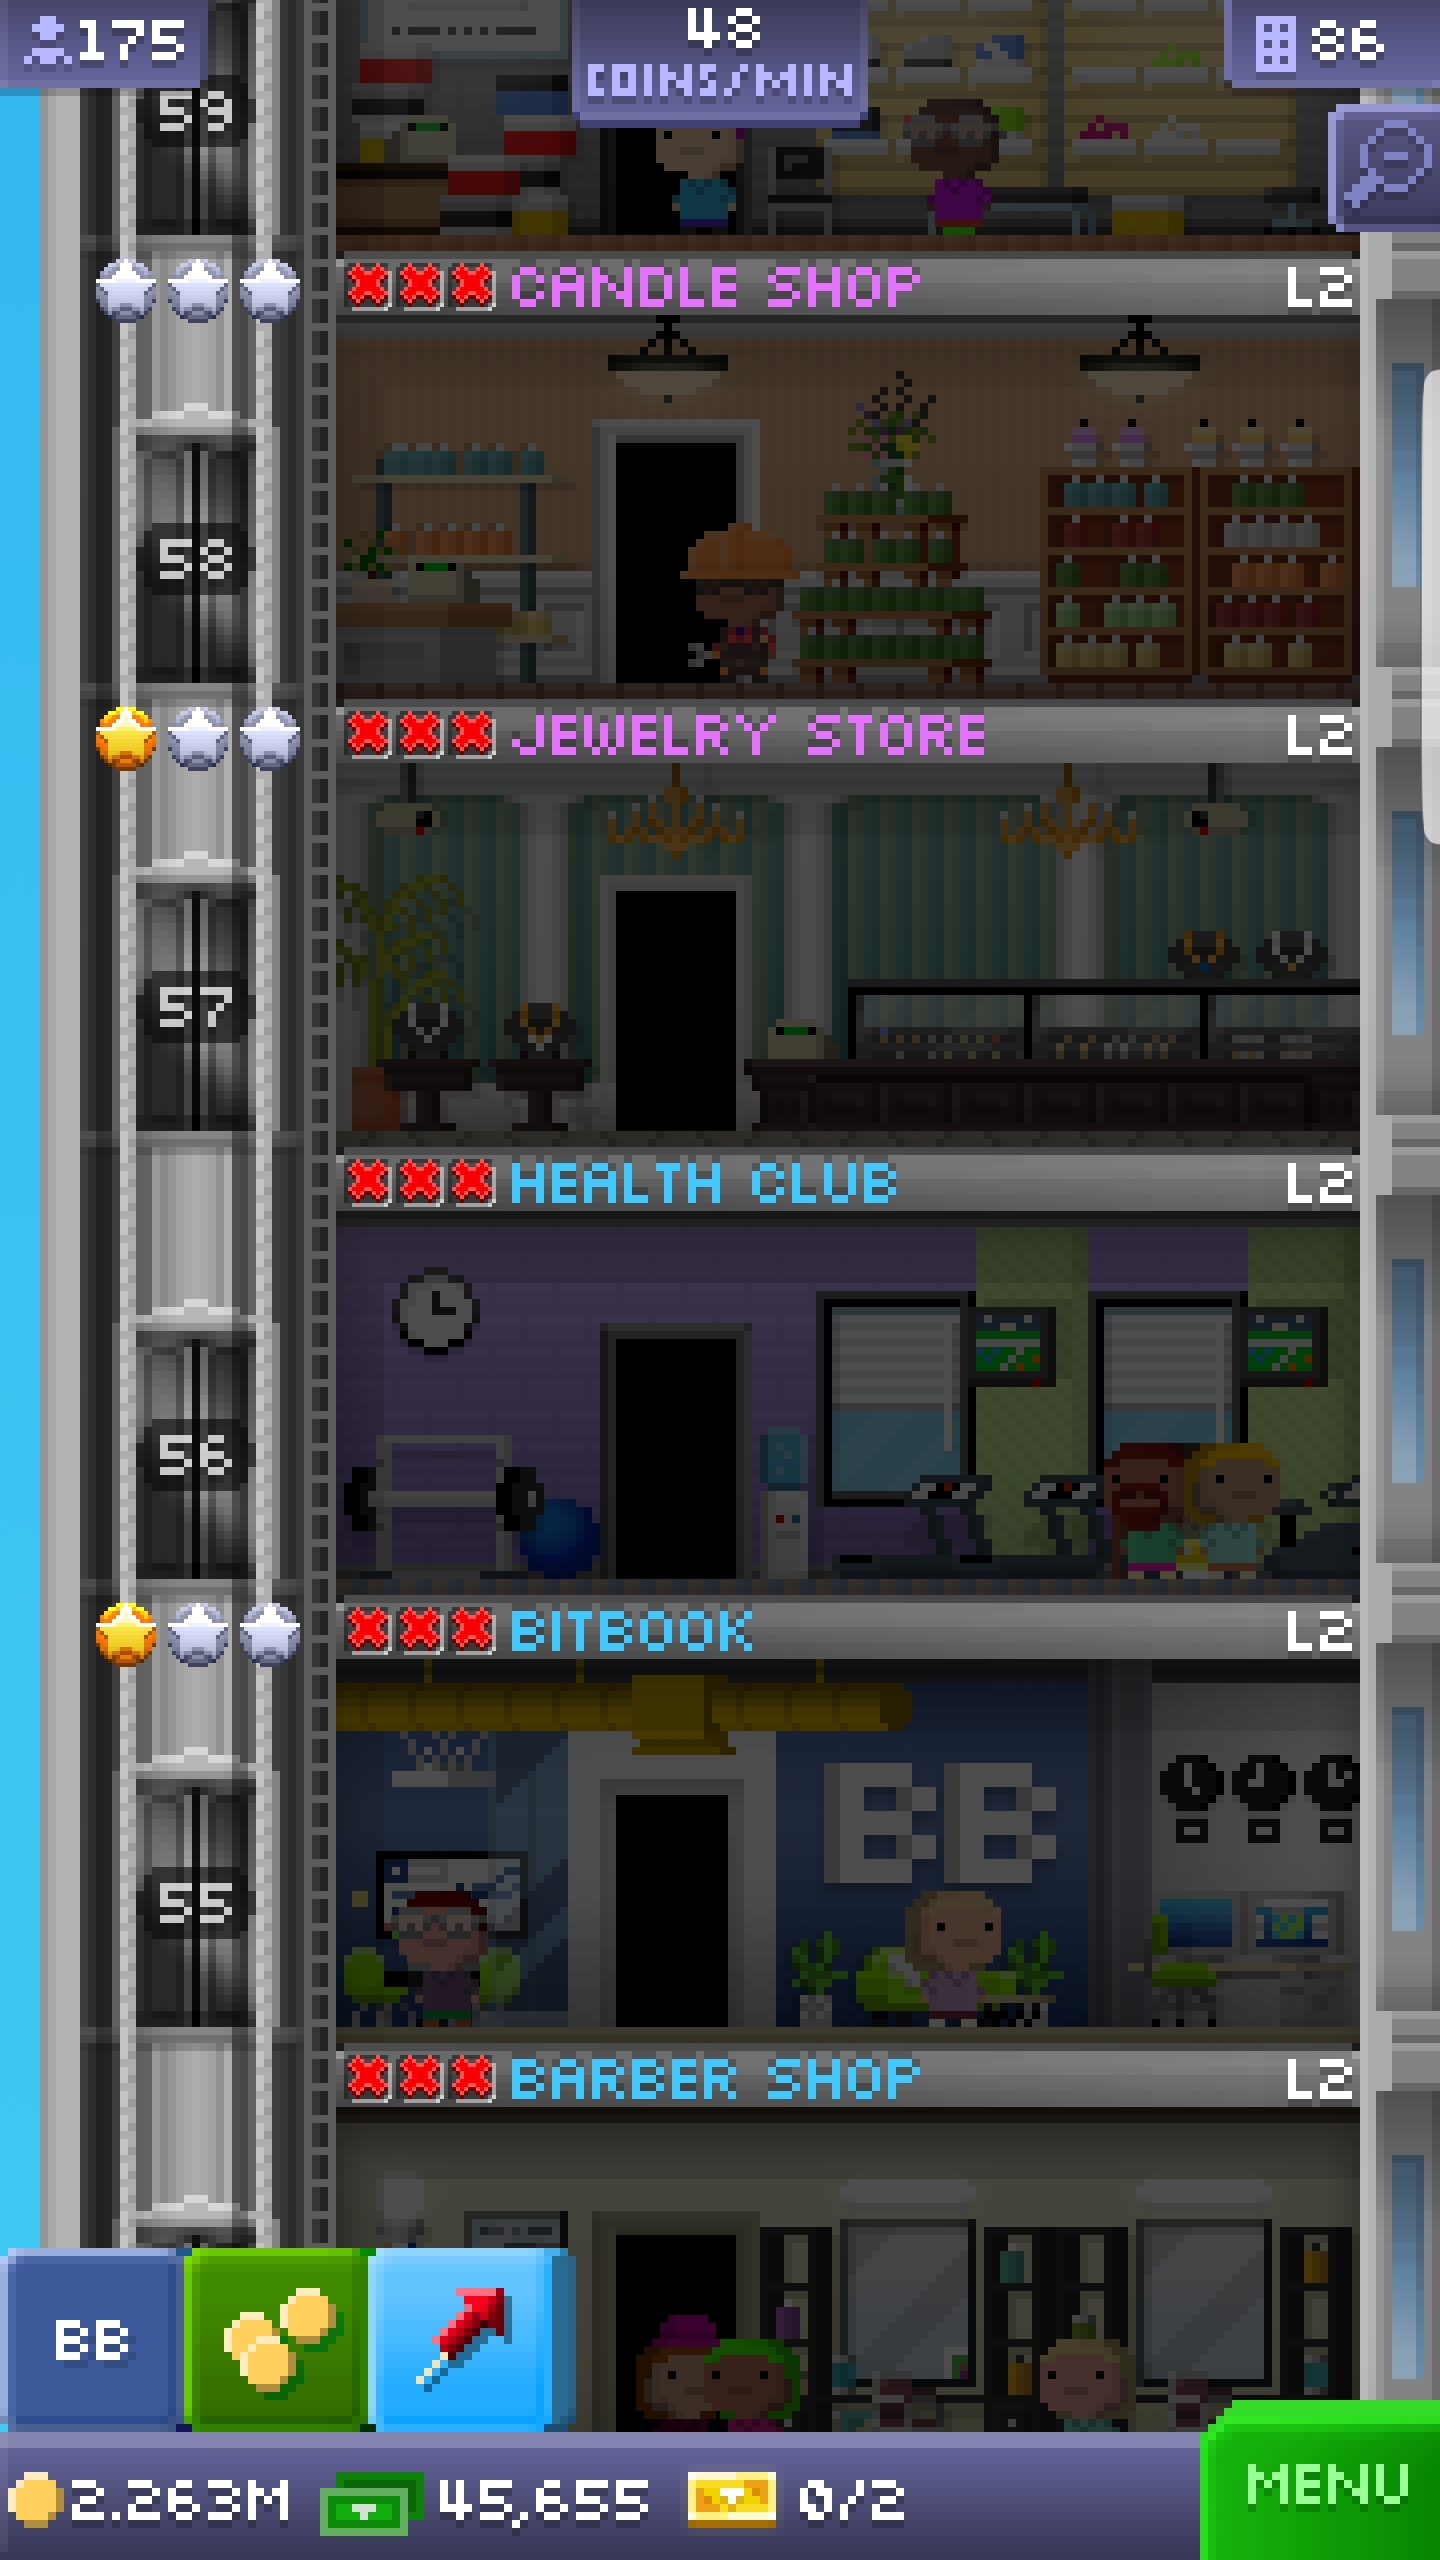 175
48
COINS/MIN
86
59
CANDLE SHOP L2
58
JEWELRY STORE L2
57
HEALTH CLUB L2
56
BITBOOK L2
BB
55
BARBER SHOP L2
BB
2.263M 45,655 0/2
MENU